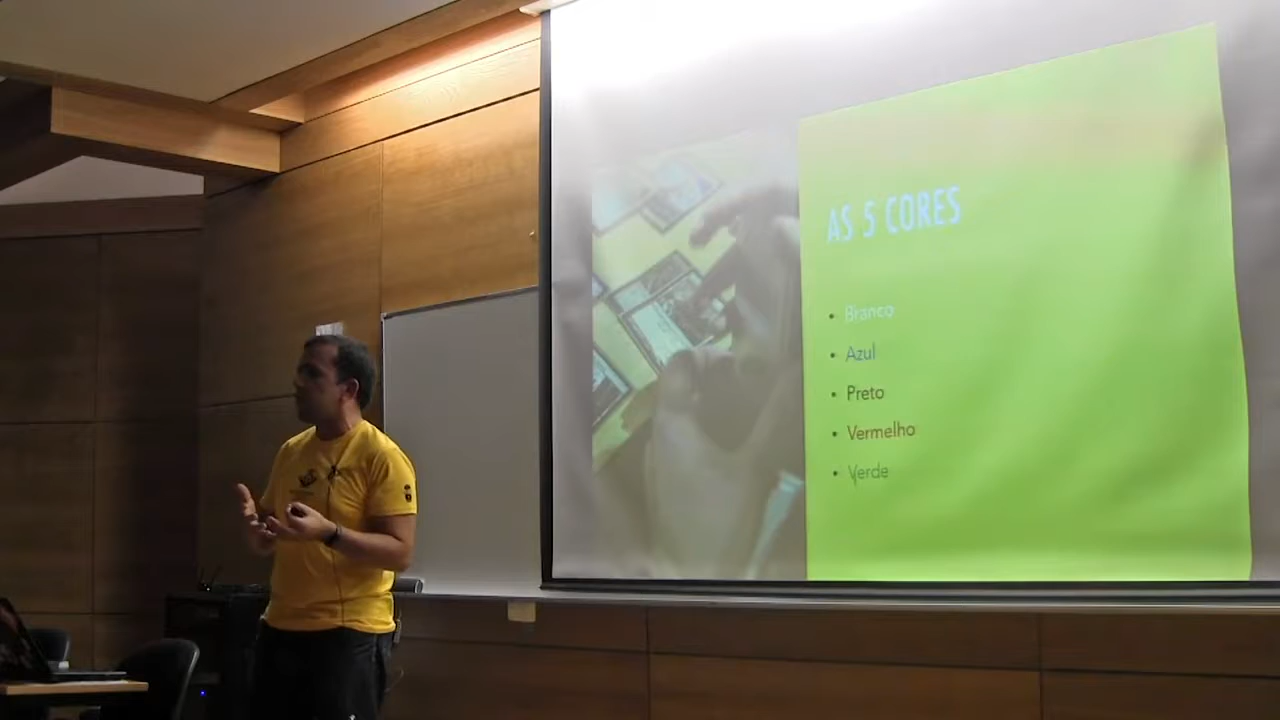 AS 5 CORES
• Branco
• Azul
• Preto
• Vermelho
• Verde